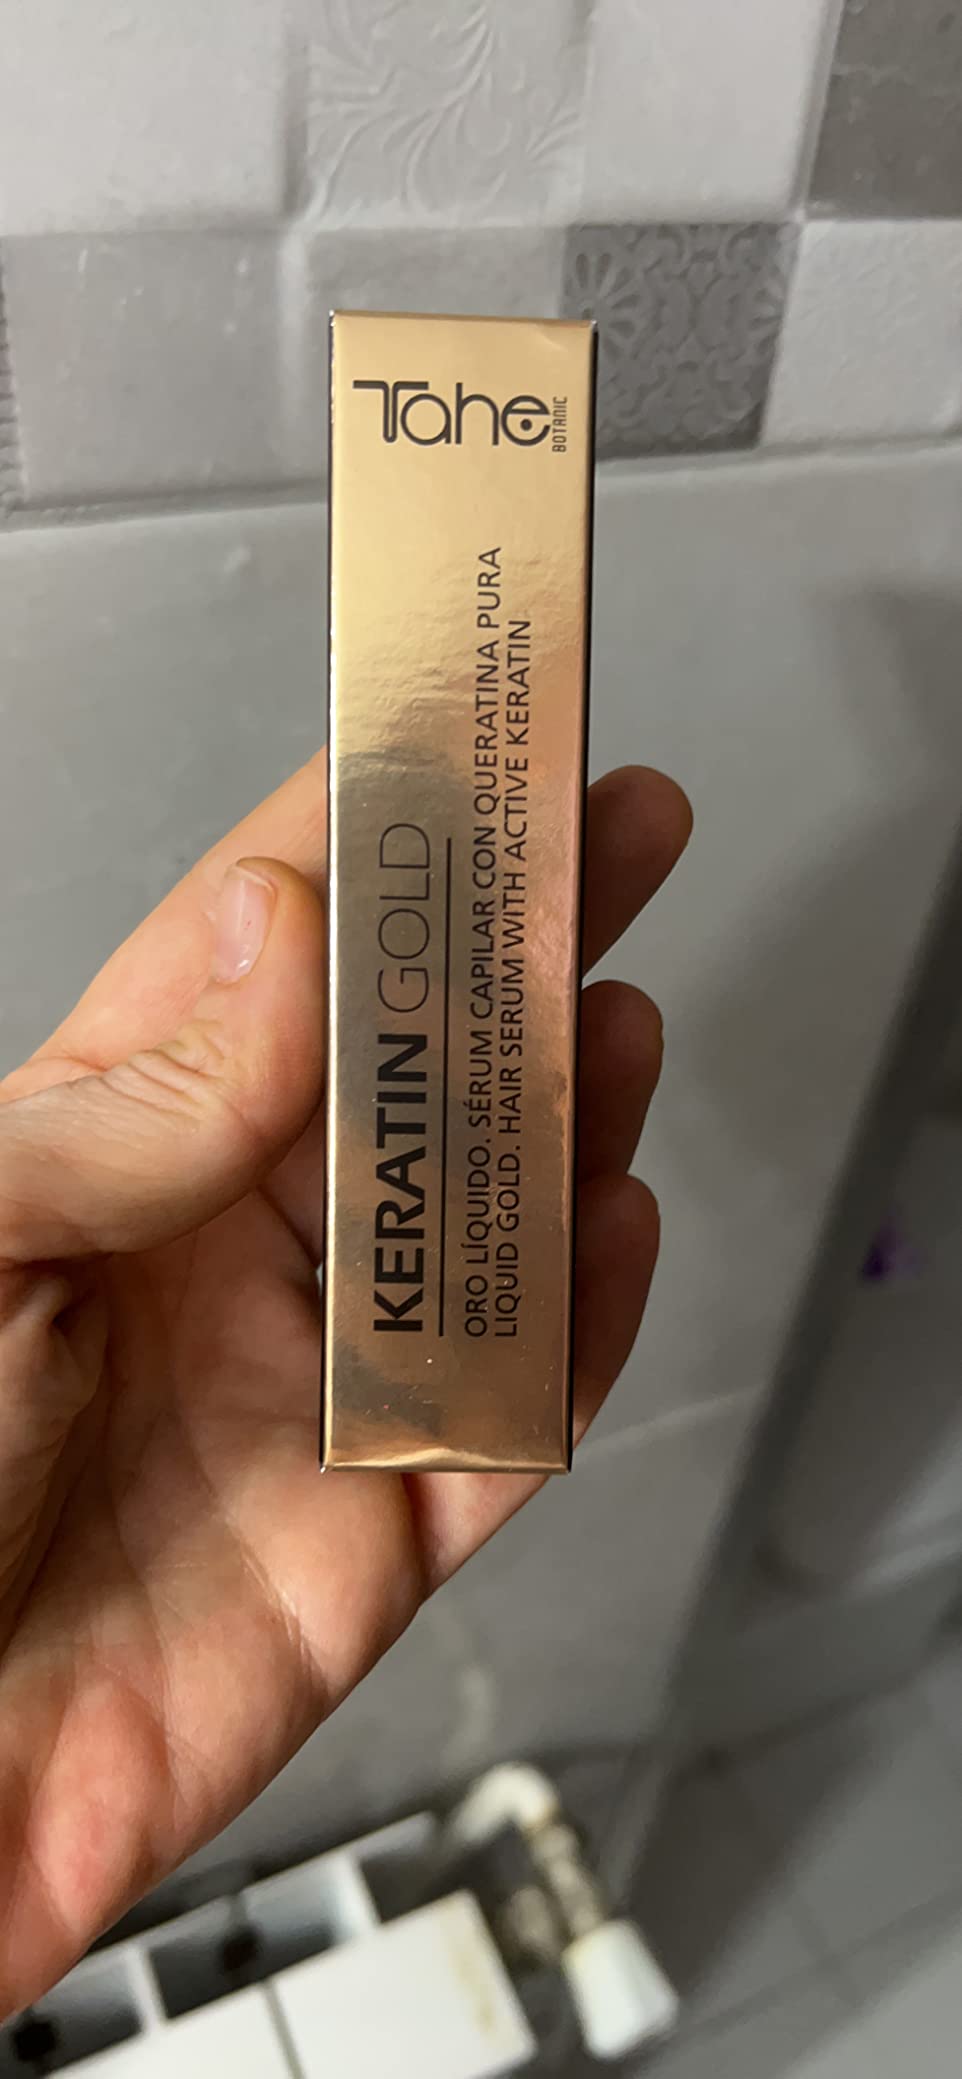 Tahe
BOTANIC
KERATIN GOLD
ORO LÍQUIDO. SÉRUM CAPILAR CON QUERATINA PURA
LIQUID GOLD. HAIR SERUM WITH ACTIVE KERATIN